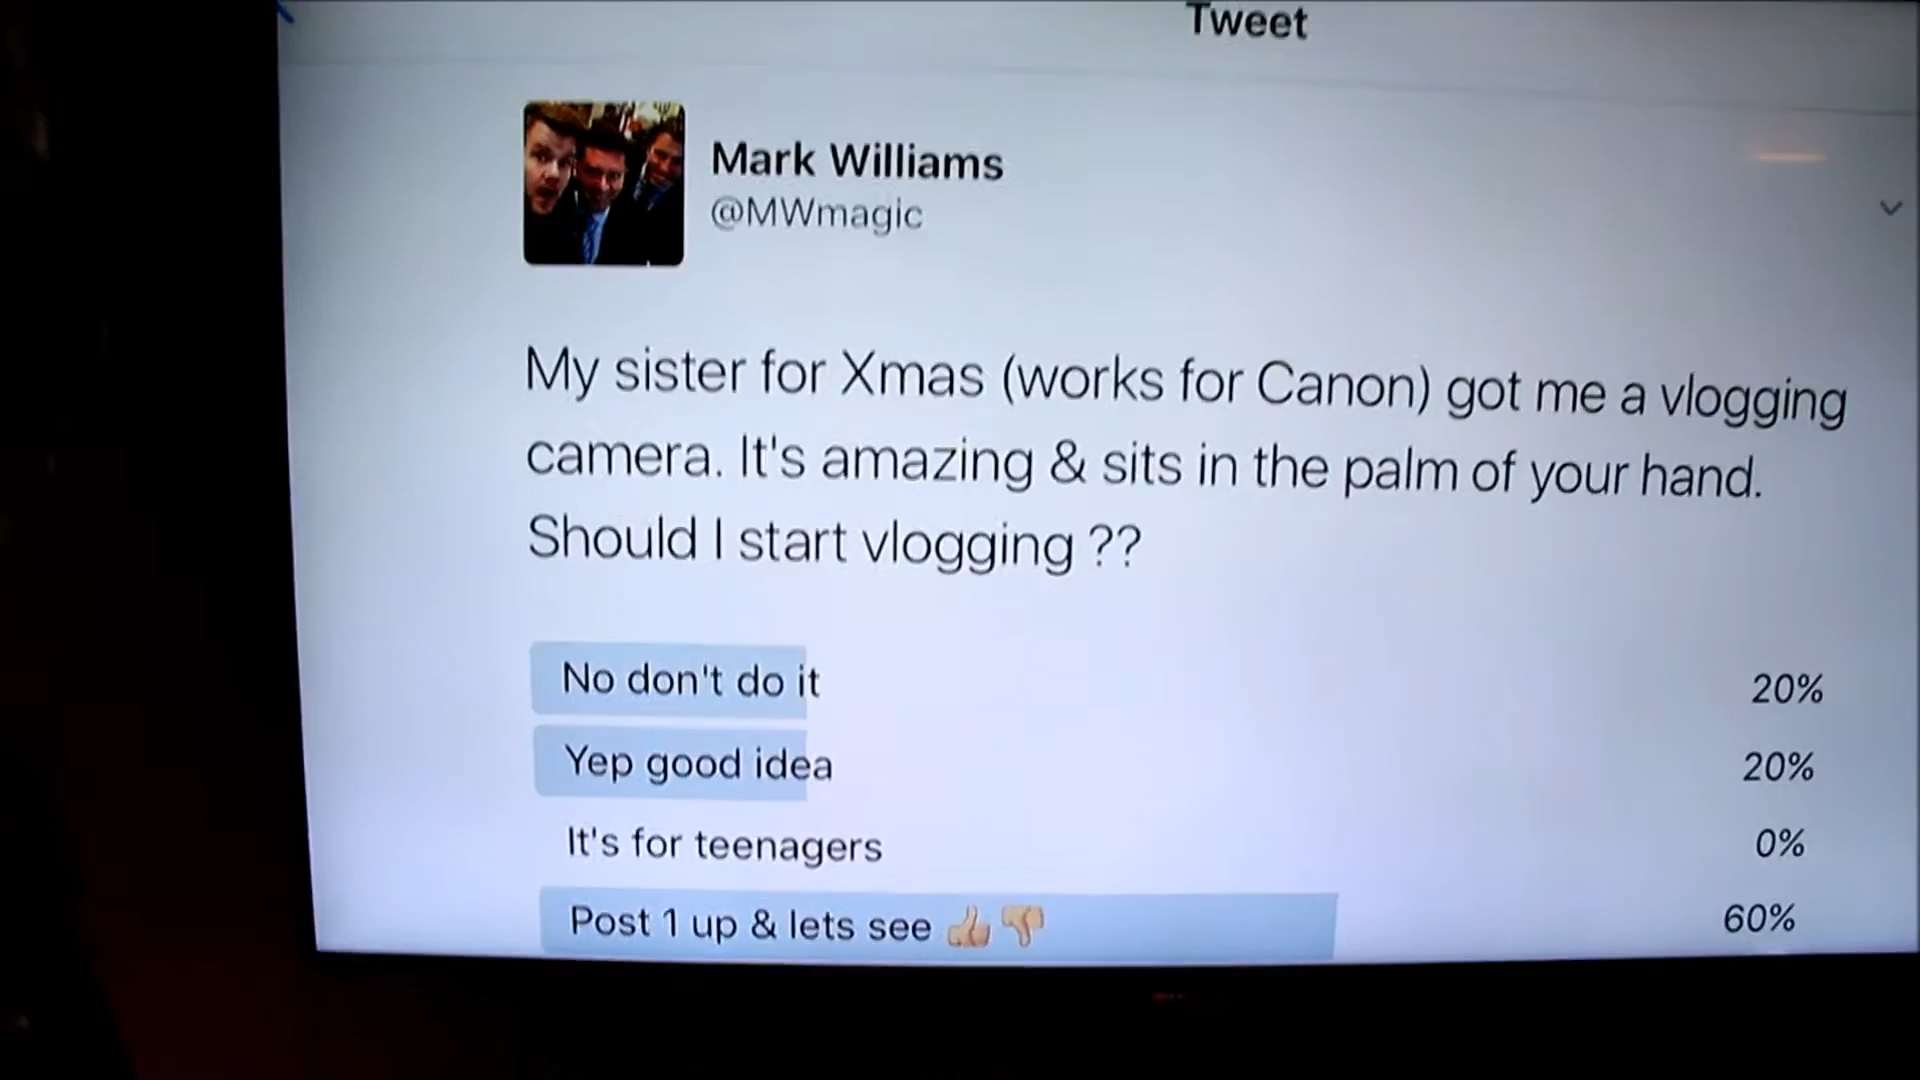 Tweet
Mark Williams
@MWmagic
My sister for Xmas (works for Canon) got me a vlogging
camera. It's amazing & sits in the palm of your hand.
Should I start vlogging ??
No don't do it 20%
Yep good idea 20%
It's for teenagers 0%
Post 1 up & lets see 👍🏼👎🏼 60%